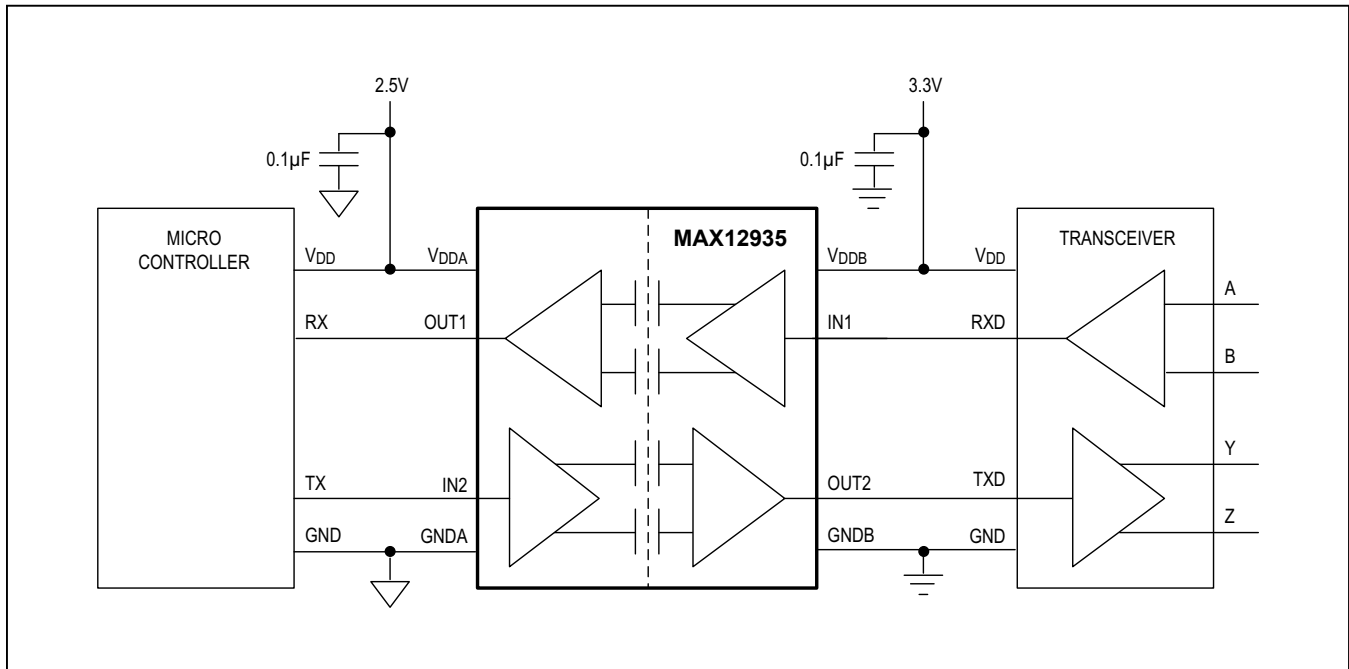 2.5V
3.3V
0.1µF
0.1µF
MICRO
CONTROLLER
VDD
VDDA
MAX12935
VDDB
VDD
TRANSCEIVER
A
RX
OUT1
IN1
RXD
B
Y
TX
IN2
OUT2
TXD
Z
GND
GNDA
GNDB
GND